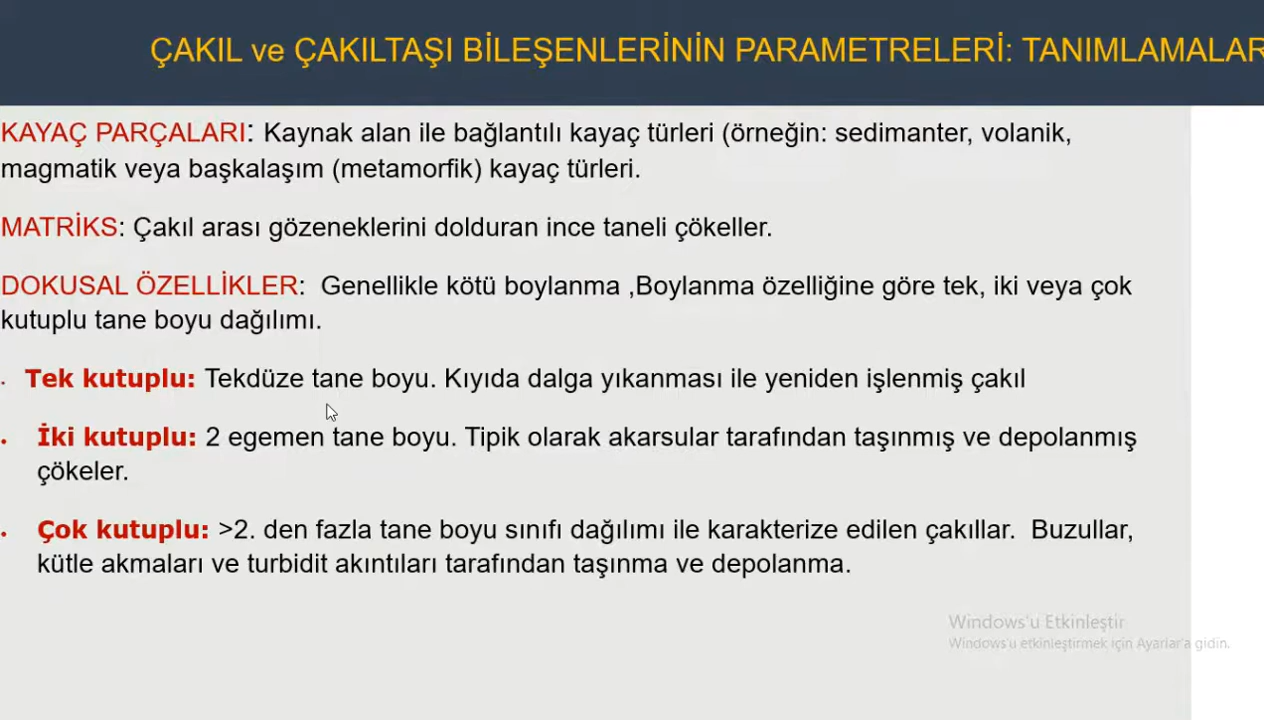 ÇAKIL ve ÇAKILTAŞI BİLEŞENLERİNİN PARAMETRELERİ: TANIMLAMALAR
KAYAÇ PARÇALARI: Kaynak alan ile bağlantılı kayaç türleri (örneğin: sedimanter, volanik,
magmatik veya başkalaşım (metamorfik) kayaç türleri.
MATRİKS: Çakıl arası gözeneklerini dolduran ince taneli çökeller.
DOKUSAL ÖZELLİKLER: Genellikle kötü boylanma ,Boylanma özelliğine göre tek, iki veya çok
kutuplu tane boyu dağılımı.
• Tek kutuplu: Tekdüze tane boyu. Kıyıda dalga yıkanması ile yeniden işlenmiş çakıl
• İki kutuplu: 2 egemen tane boyu. Tipik olarak akarsular tarafından taşınmış ve depolanmış
çökeler.
• Çok kutuplu: >2. den fazla tane boyu sınıfı dağılımı ile karakterize edilen çakıllar. Buzullar,
kütle akmaları ve turbidit akıntıları tarafından taşınma ve depolanma.
Windows'u Etkinleştir
Windows'u etkinleştirmek için Ayarlar'a gidin.